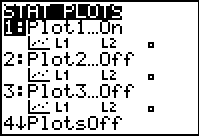 STAT PLOTS
1:Plot1…On
L1 L2 ▫
2:Plot2…Off
L1 L2 ▫
3:Plot3…Off
L1 L2 ▫
4↓PlotsOff